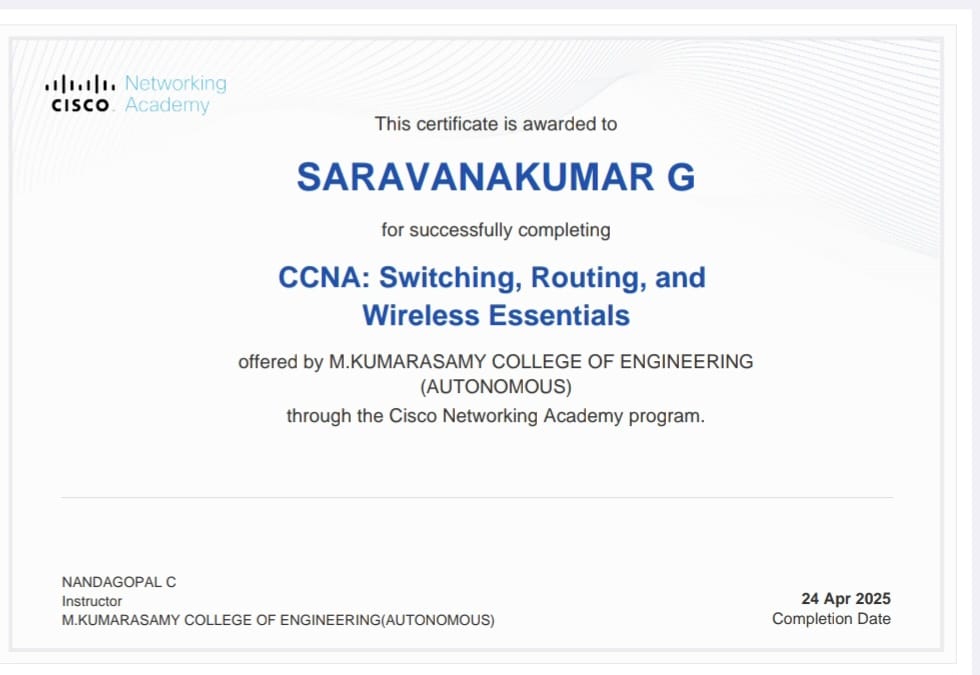 Networking
CISCO. Academy
This certificate is awarded to
SARAVANAKUMAR G
for successfully completing
CCNA: Switching, Routing, and
Wireless Essentials
offered by M.KUMARASAMY COLLEGE OF ENGINEERING
(AUTONOMOUS)
through the Cisco Networking Academy program.
NANDAGOPAL C
Instructor
M.KUMARASAMY COLLEGE OF ENGINEERING(AUTONOMOUS)
24 Apr 2025
Completion Date